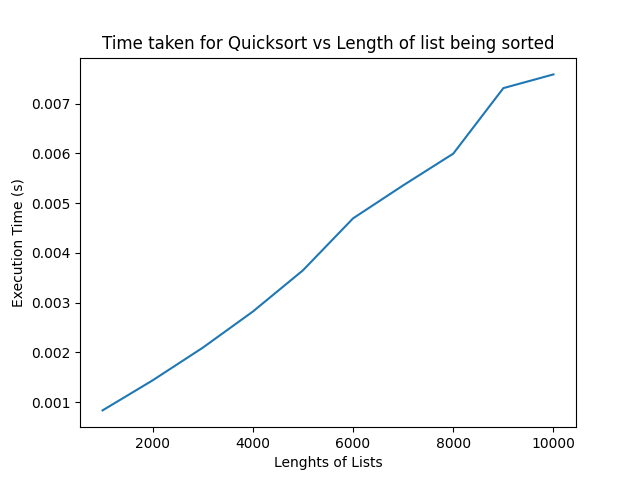 Time taken for Quicksort vs Length of list being sorted
0.007
0.006
0.005
0.004
0.003
0.002
0.001
Execution Time (s)
2000 4000 6000 8000 10000
Lenghts of Lists